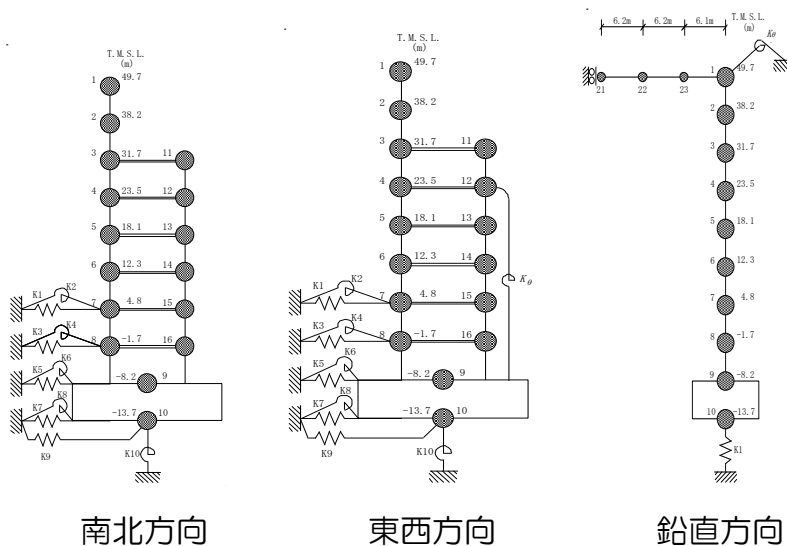 T. M. S. L.
(m)
1 49.7
2 38.2
3 31.7 11
4 23.5 12
5 18.1 13
6 12.3 14
K1 K2
7 4.8 15
K3 K4
8 -1.7 16
K5 K6
-8.2 9
K7 K8
-13.7 10
K9
K10
南北方向
T. M. S. L.
(m)
1 49.7
2 38.2
3 31.7 11
4 23.5 12
5 18.1 13
Kθ
6 12.3 14
K1 K2
7 4.8 15
K3 K4
8 -1.7 16
K5 K6
-8.2 9
K7 K8
-13.7 10
K9
K10
東西方向
6.2m 6.2m 6.1m
T. M. S. L.
(m)
Kθ
1 49.7
21 22 23
2 38.2
3 31.7
4 23.5
5 18.1
6 12.3
7 4.8
8 -1.7
9 -8.2
10 -13.7
K1
鉛直方向